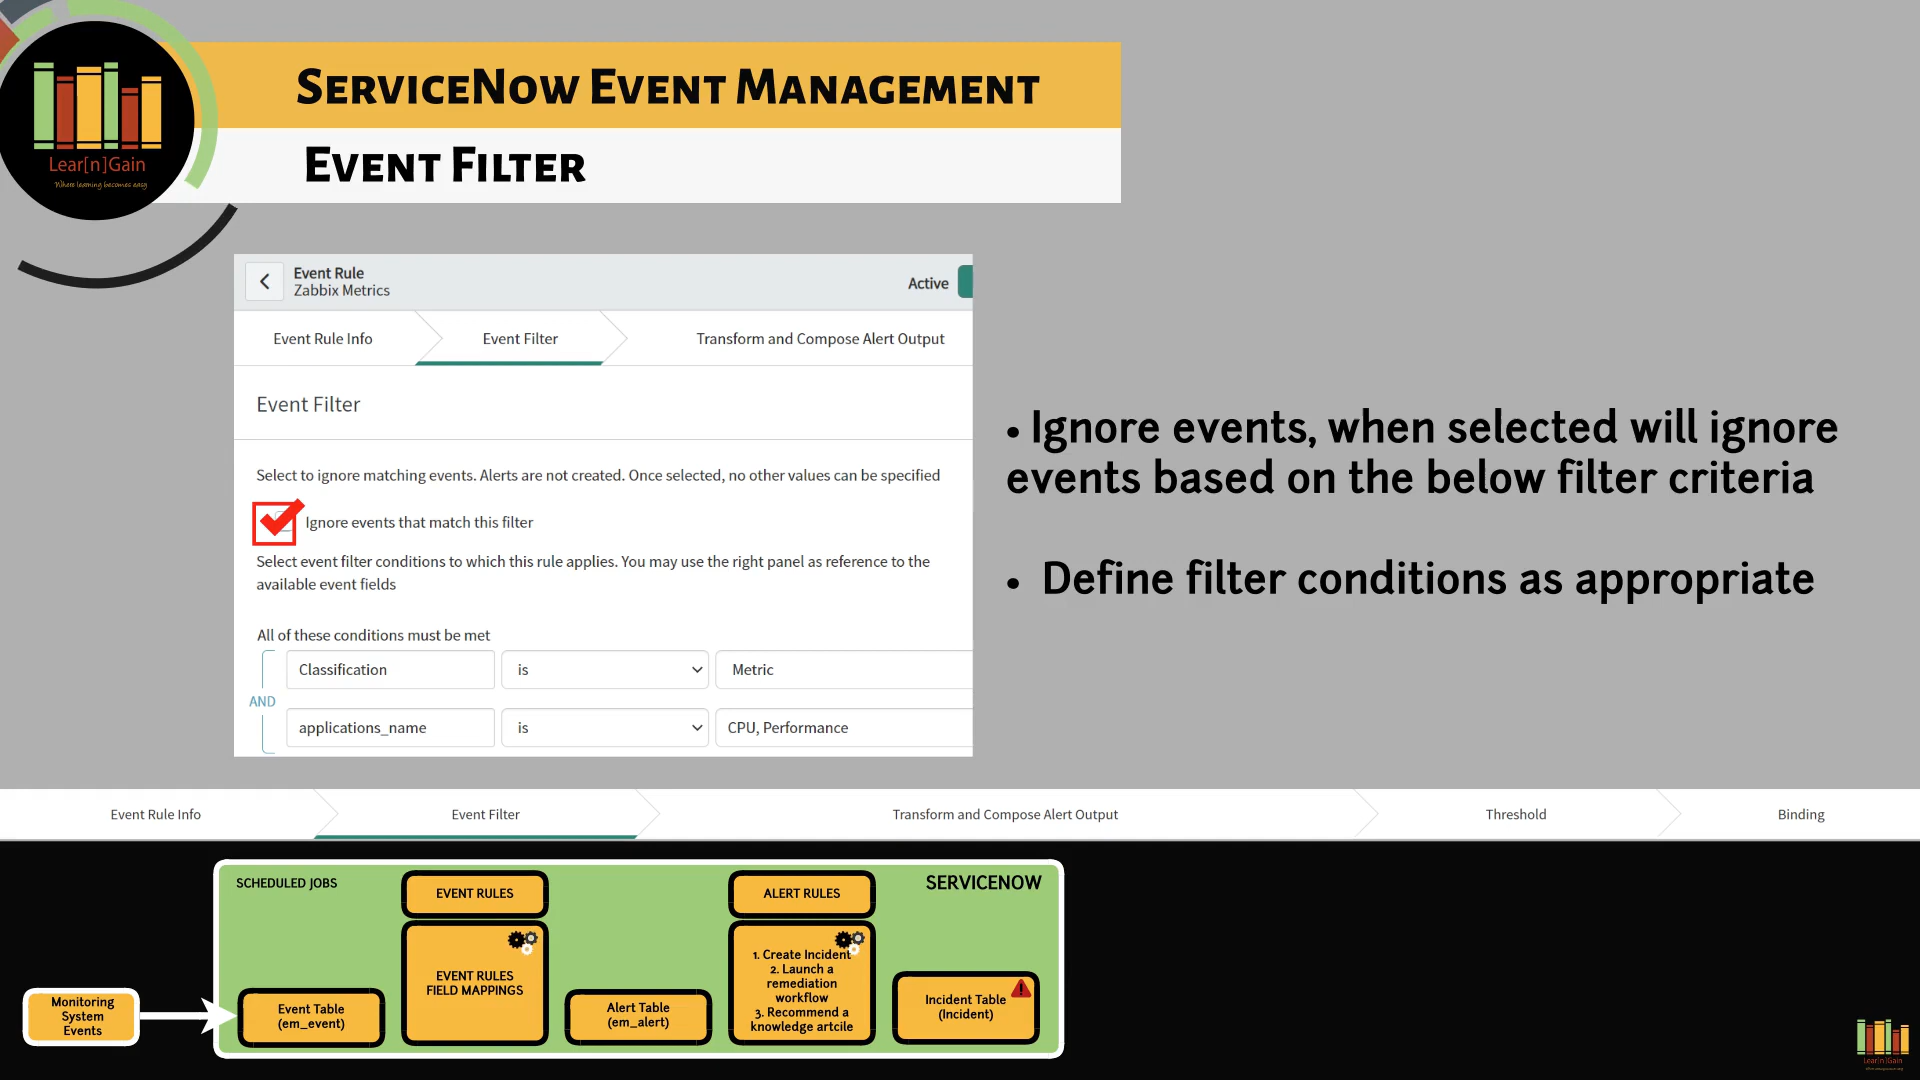 ServiceNow Event Management
Event Filter
Lear[n]Gain
Where learning becomes easy
Event Rule
Zabbix Metrics
Active
Event Rule Info
Event Filter
Transform and Compose Alert Output
Event Filter
Select to ignore matching events. Alerts are not created. Once selected, no other values can be specified
Ignore events that match this filter
Select event filter conditions to which this rule applies. You may use the right panel as reference to the
available event fields
All of these conditions must be met
Classification
is
Metric
AND
applications_name
is
CPU, Performance
• Ignore events, when selected will ignore
events based on the below filter criteria
• Define filter conditions as appropriate
Event Rule Info
Event Filter
Transform and Compose Alert Output
Threshold
Binding
SCHEDULED JOBS
SERVICENOW
Monitoring
System
Events
Event Table
(em_event)
EVENT RULES
EVENT RULES
FIELD MAPPINGS
Alert Table
(em_alert)
ALERT RULES
1. Create Incident
2. Launch a
remediation
workflow
3. Recommend a
knowledge artcile
Incident Table
(Incident)
Lear[n]Gain